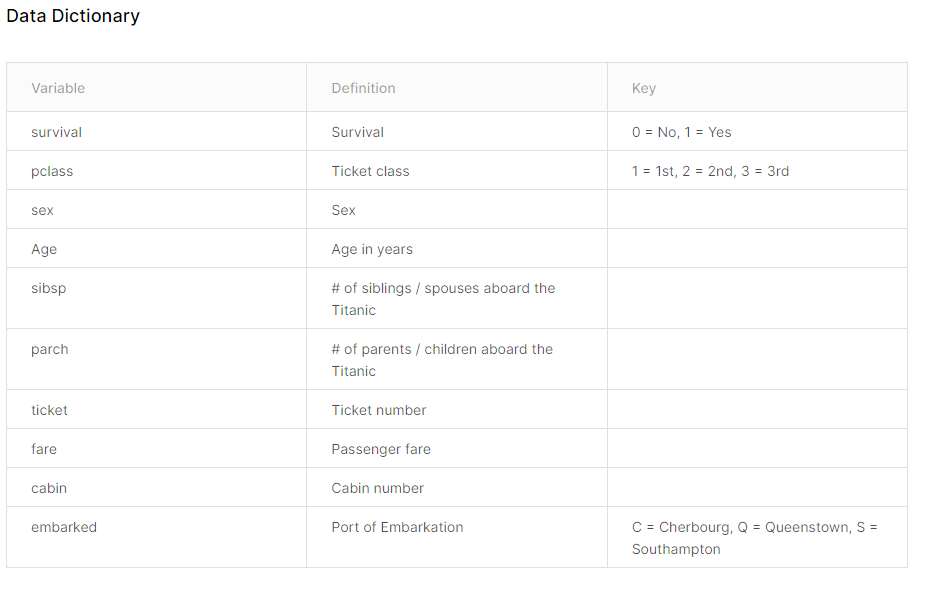 Data Dictionary
Variable Definition Key
survival Survival 0 = No, 1 = Yes
pclass Ticket class 1 = 1st, 2 = 2nd, 3 = 3rd
sex Sex
Age Age in years
sibsp # of siblings / spouses aboard the
Titanic
parch # of parents / children aboard the
Titanic
ticket Ticket number
fare Passenger fare
cabin Cabin number
embarked Port of Embarkation C = Cherbourg, Q = Queenstown, S =
Southampton